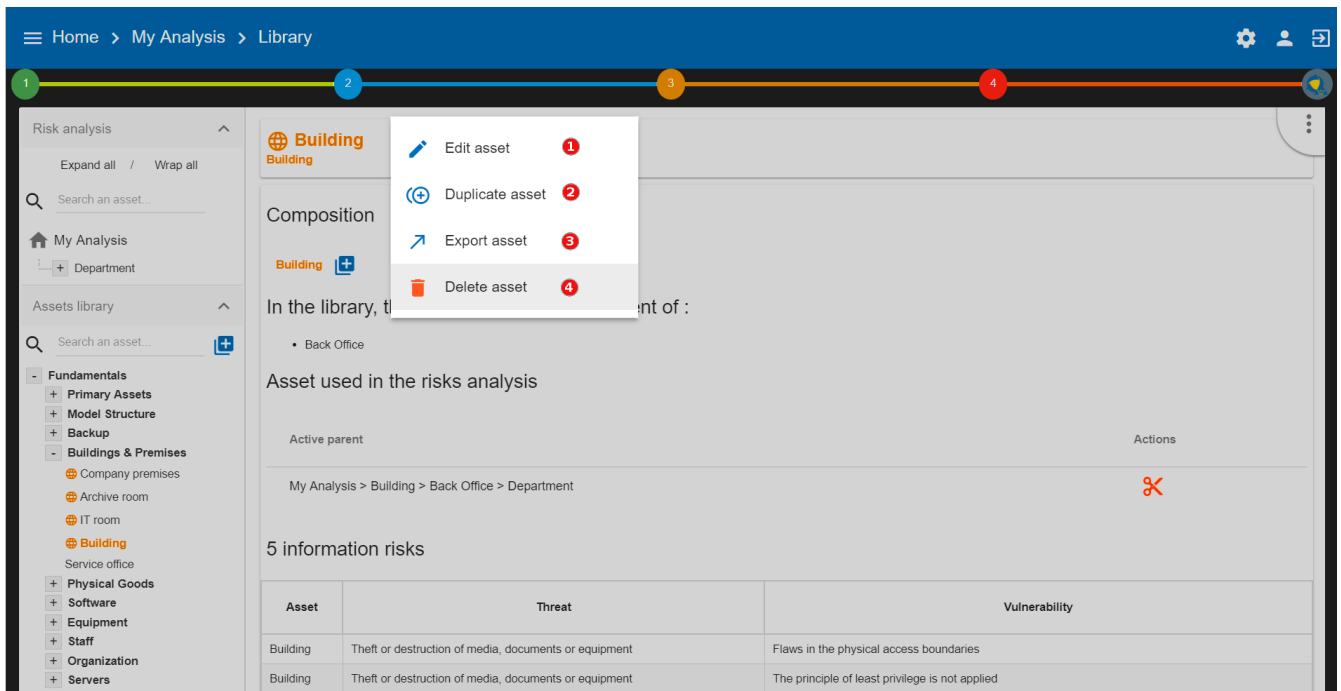 Home > My Analysis > Library
1 2 3 4
Risk analysis
Expand all / Wrap all
Search an asset...
My Analysis
+ Department
Assets library
Search an asset...
- Fundamentals
+ Primary Assets
+ Model Structure
+ Backup
- Buildings & Premises
Company premises
Archive room
IT room
Building
Service office
+ Physical Goods
+ Software
+ Equipment
+ Staff
+ Organization
+ Servers
Building
Building
Edit asset 1
Duplicate asset 2
Export asset 3
Delete asset 4
Composition
Building
In the library, t ent of :
• Back Office
Asset used in the risks analysis
Active parent Actions
My Analysis > Building > Back Office > Department
5 information risks
Asset Threat Vulnerability
Building Theft or destruction of media, documents or equipment Flaws in the physical access boundaries
Building Theft or destruction of media, documents or equipment The principle of least privilege is not applied